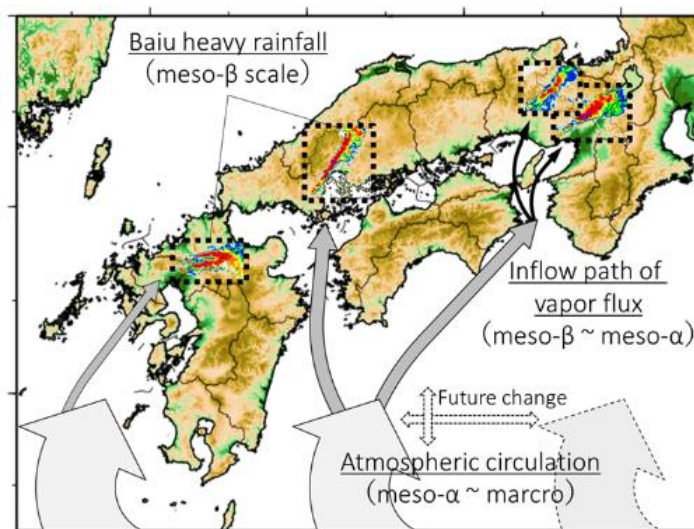 Baiu heavy rainfall
(meso-β scale)
Inflow path of
vapor flux
(meso-β ~ meso-α)
Future change
Atmospheric circulation
(meso-α ~ marcro)